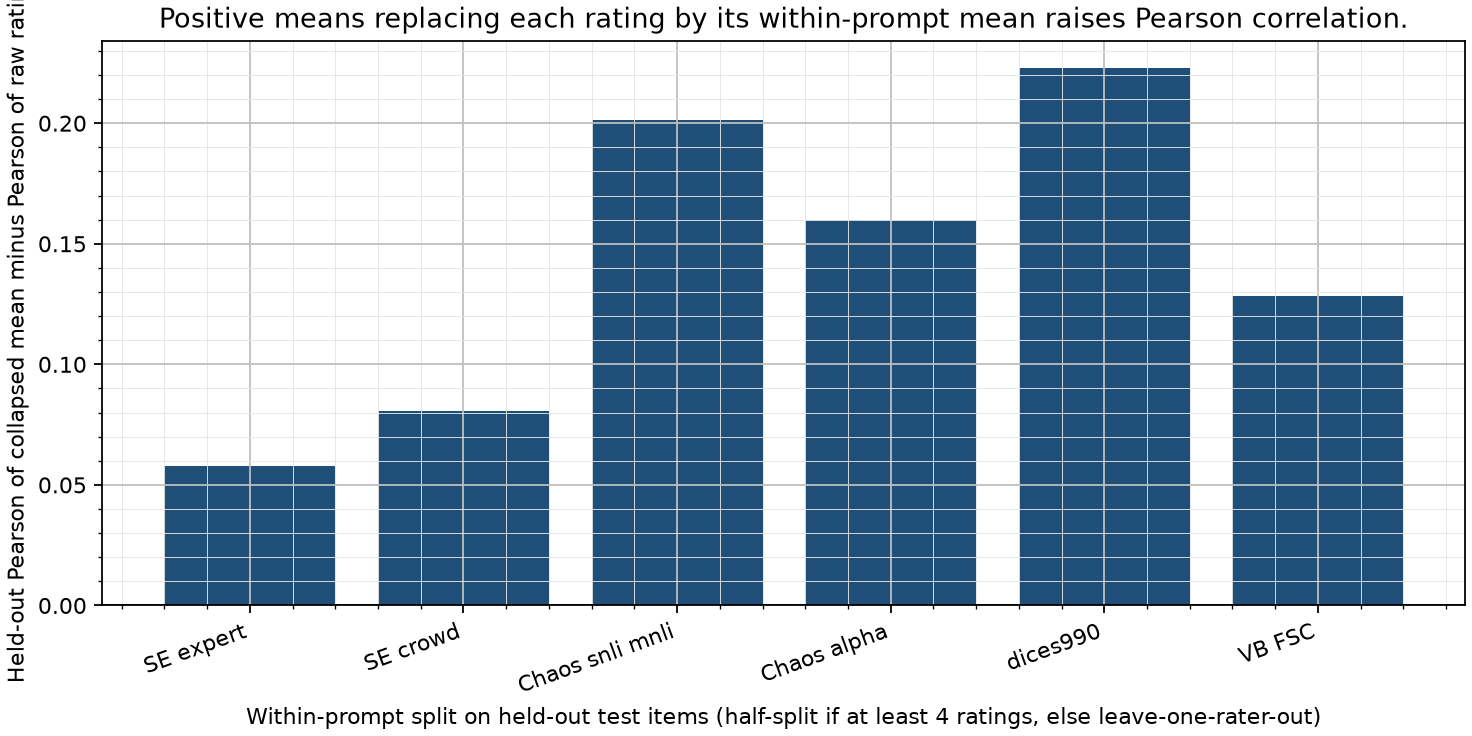 Positive means replacing each rating by its within-prompt mean raises Pearson correlation.
Held-out Pearson of collapsed mean minus Pearson of raw
0.20
0.15
0.10
0.05
0.00
SE expert
SE crowd
Chaos snli mnli
Chaos alpha
dices990
VB FSC
Within-prompt split on held-out test items (half-split if at least 4 ratings, else leave-one-rater-out)